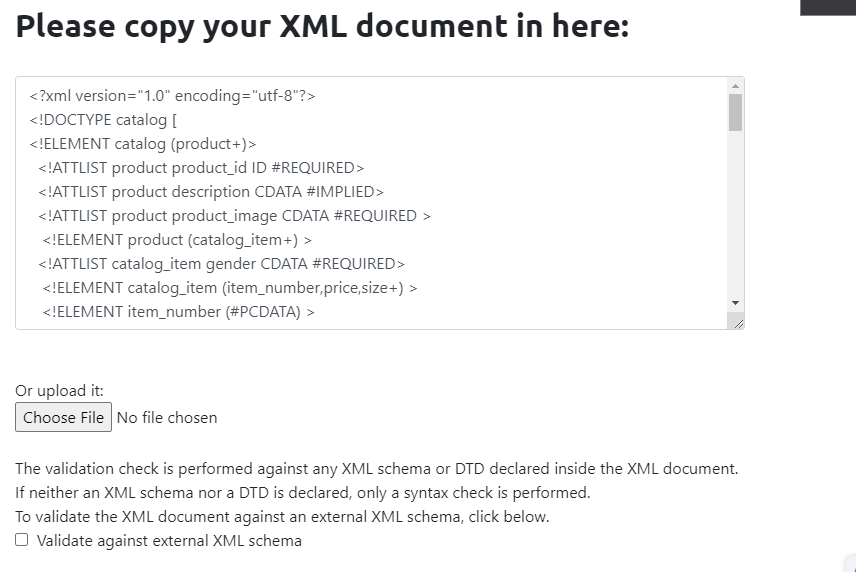 Please copy your XML document in here:
<?xml version="1.0" encoding="utf-8"?>
<!DOCTYPE catalog [
<!ELEMENT catalog (product+)>
<!ATTLIST product product_id ID #REQUIRED>
<!ATTLIST product description CDATA #IMPLIED>
<!ATTLIST product product_image CDATA #REQUIRED >
<!ELEMENT product (catalog_item+) >
<!ATTLIST catalog_item gender CDATA #REQUIRED>
<!ELEMENT catalog_item (item_number,price,size+) >
<!ELEMENT item_number (#PCDATA) >
Or upload it:
Choose File No file chosen
The validation check is performed against any XML schema or DTD declared inside the XML document.
If neither an XML schema nor a DTD is declared, only a syntax check is performed.
To validate the XML document against an external XML schema, click below.
Validate against external XML schema